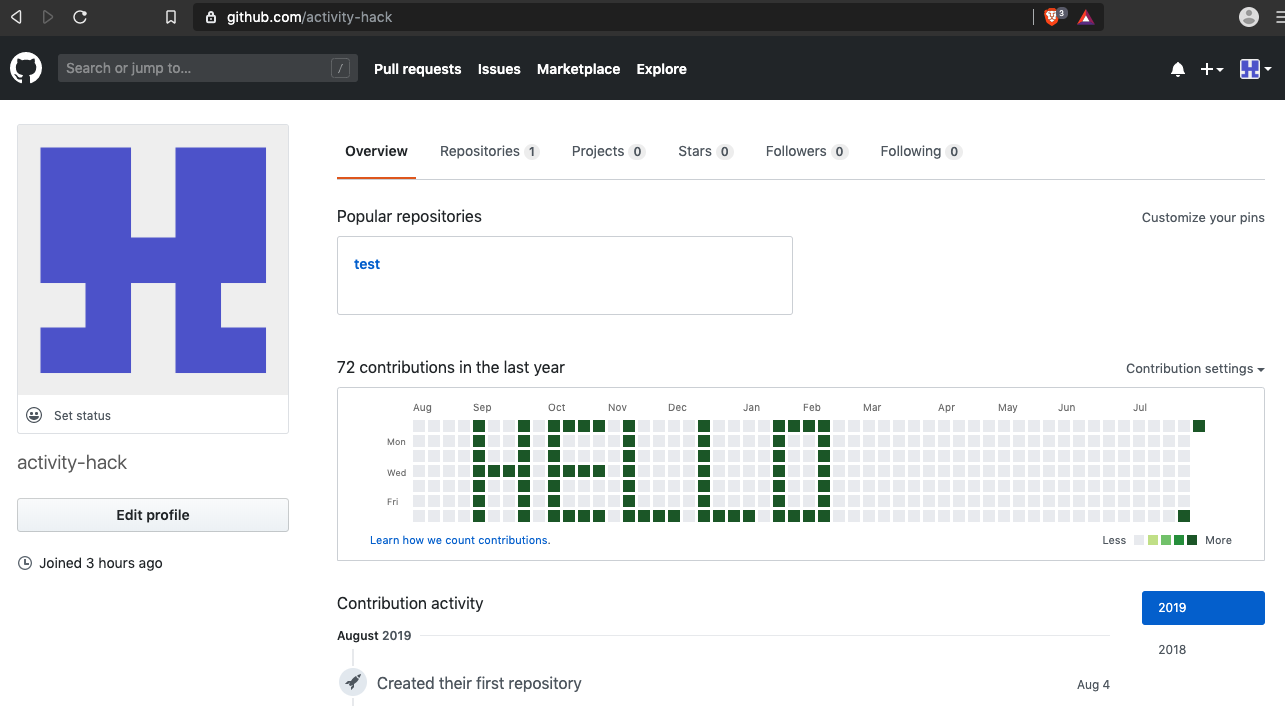 github.com/activity-hack 3
Search or jump to... / Pull requests Issues Marketplace Explore
Overview Repositories 1 Projects 0 Stars 0 Followers 0 Following 0
Popular repositories Customize your pins
test
72 contributions in the last year Contribution settings
Aug Sep Oct Nov Dec Jan Feb Mar Apr May Jun Jul
Mon
Wed
Fri
HELLO
Learn how we count contributions. Less More
Set status
activity-hack
Edit profile
Joined 3 hours ago
Contribution activity 2019
August 2019
2018
Created their first repository Aug 4